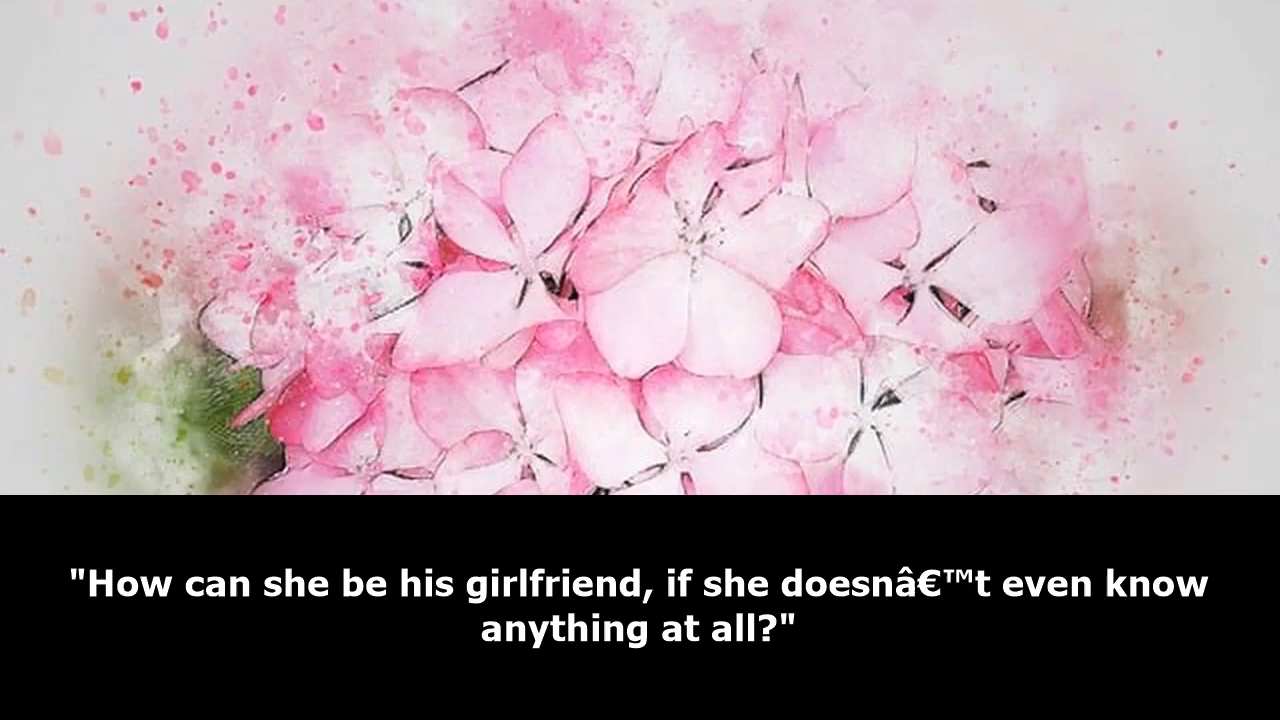 "How can she be his girlfriend, if she doesnâ€™t even know
anything at all?"